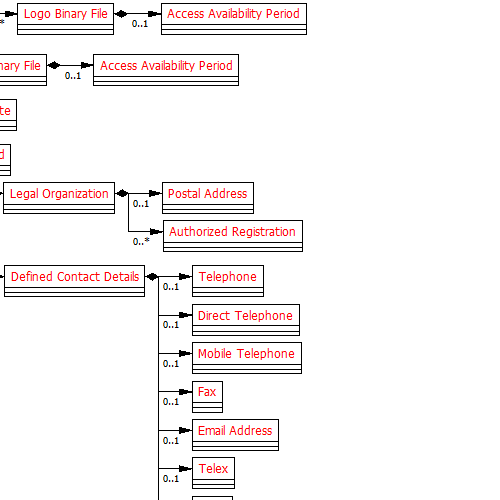 Logo Binary File
Access Availability Period
*
0..1
nary File
Access Availability Period
0..1
te
d
Legal Organization
Postal Address
0..1
Authorized Registration
0..*
Defined Contact Details
Telephone
0..1
Direct Telephone
0..1
Mobile Telephone
0..1
Fax
0..1
Email Address
0..1
Telex
0..1